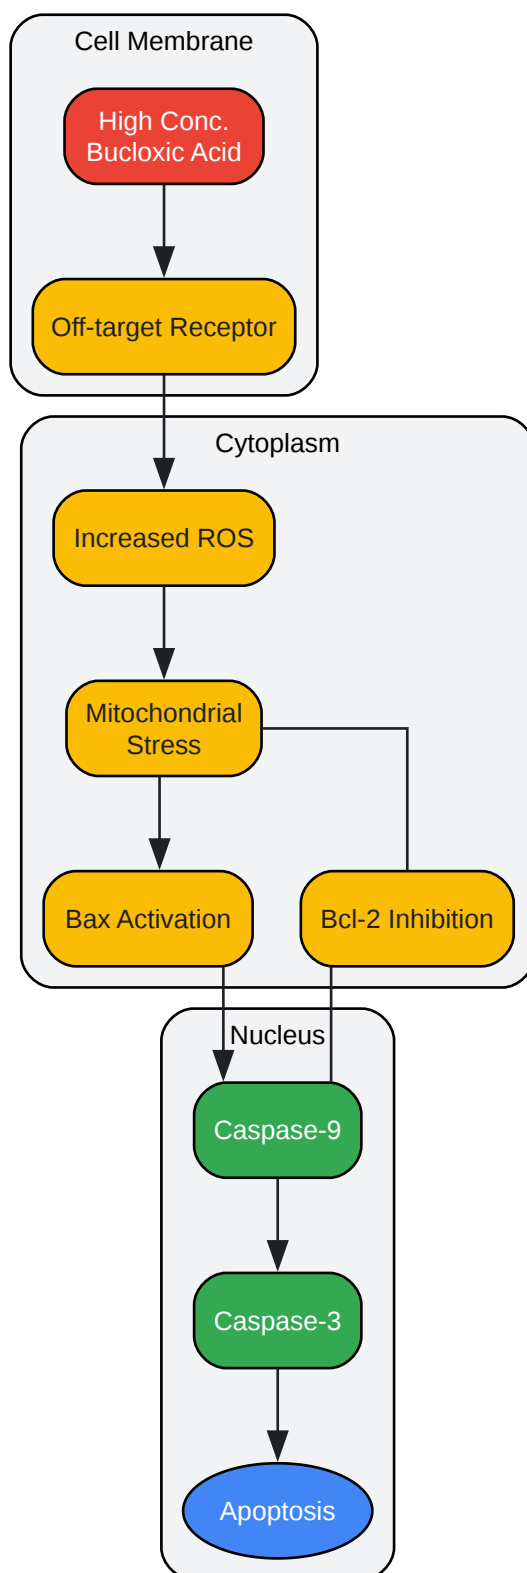 Cell Membrane
High Conc.
Bucloxic Acid
Off-target Receptor
Cytoplasm
Increased ROS
Mitochondrial
Stress
Bax Activation
Bcl-2 Inhibition
Nucleus
Caspase-9
Caspase-3
Apoptosis